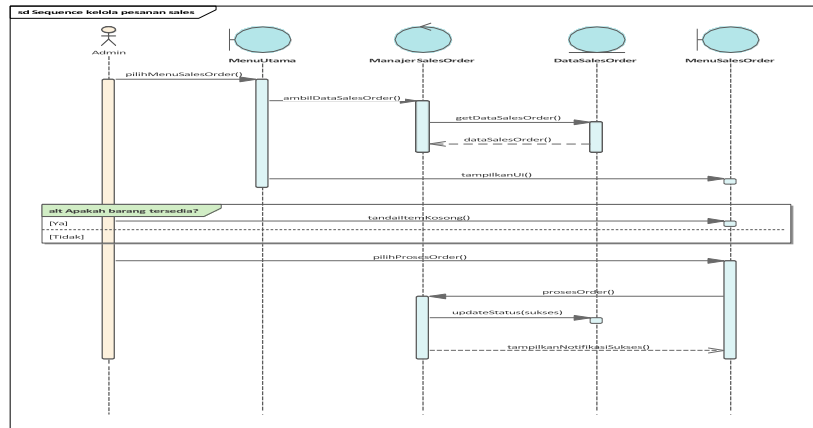 sd Sequence kelola pesanan sales
Admin
MenuUtama
ManajerSalesOrder
DataSalesOrder
MenuSalesOrder
pilihMenuSalesOrder()
ambilDataSalesOrder()
getDataSalesOrder()
dataSalesOrder()
tampilkanUI()
alt Apakah barang tersedia?
[Ya]
tandaiItemKosong()
[Tidak]
pilihProsesOrder()
prosesOrder()
updateStatus(sukses)
tampilkanNotifikasiSukses()